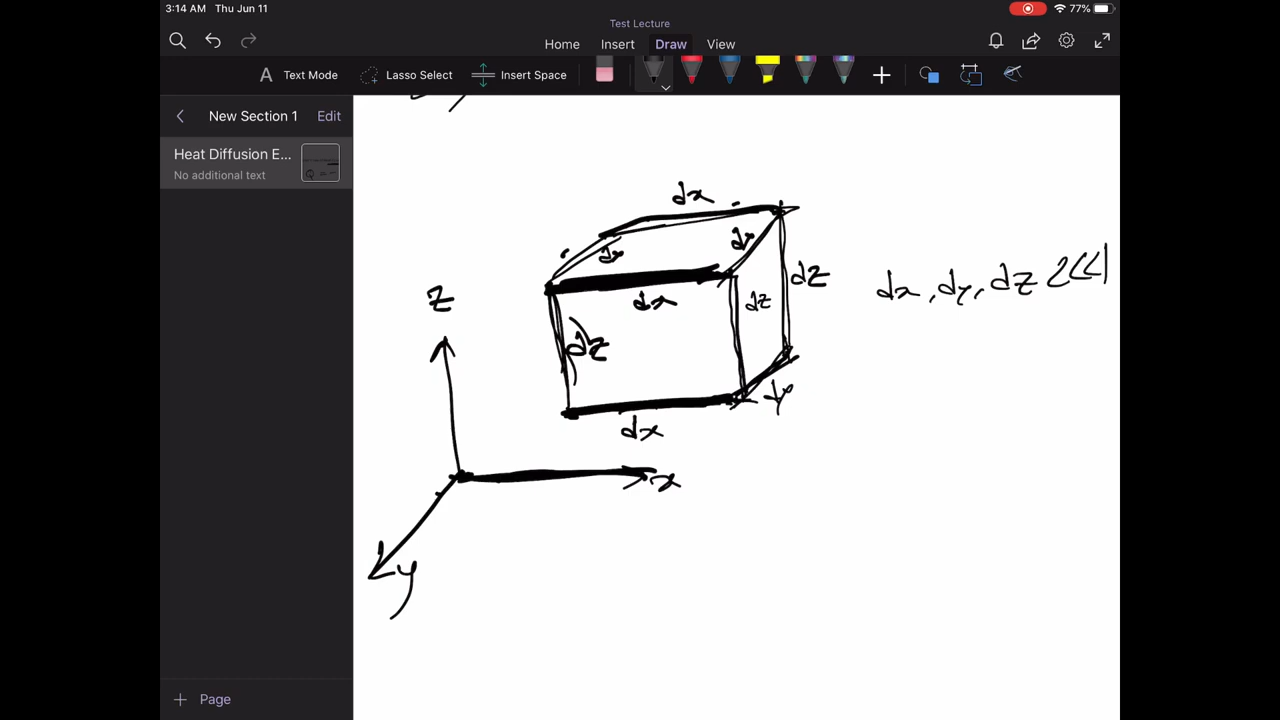 3:14 AM Thu Jun 11
77%
Test Lecture
Home Insert Draw View
A Text Mode Lasso Select Insert Space
New Section 1 Edit
Heat Diffusion E...
No additional text
dx
dy
dy
dx
dz
dz
dx, dy, dz <<<1
z
dz
dy
dx
x
y
Page